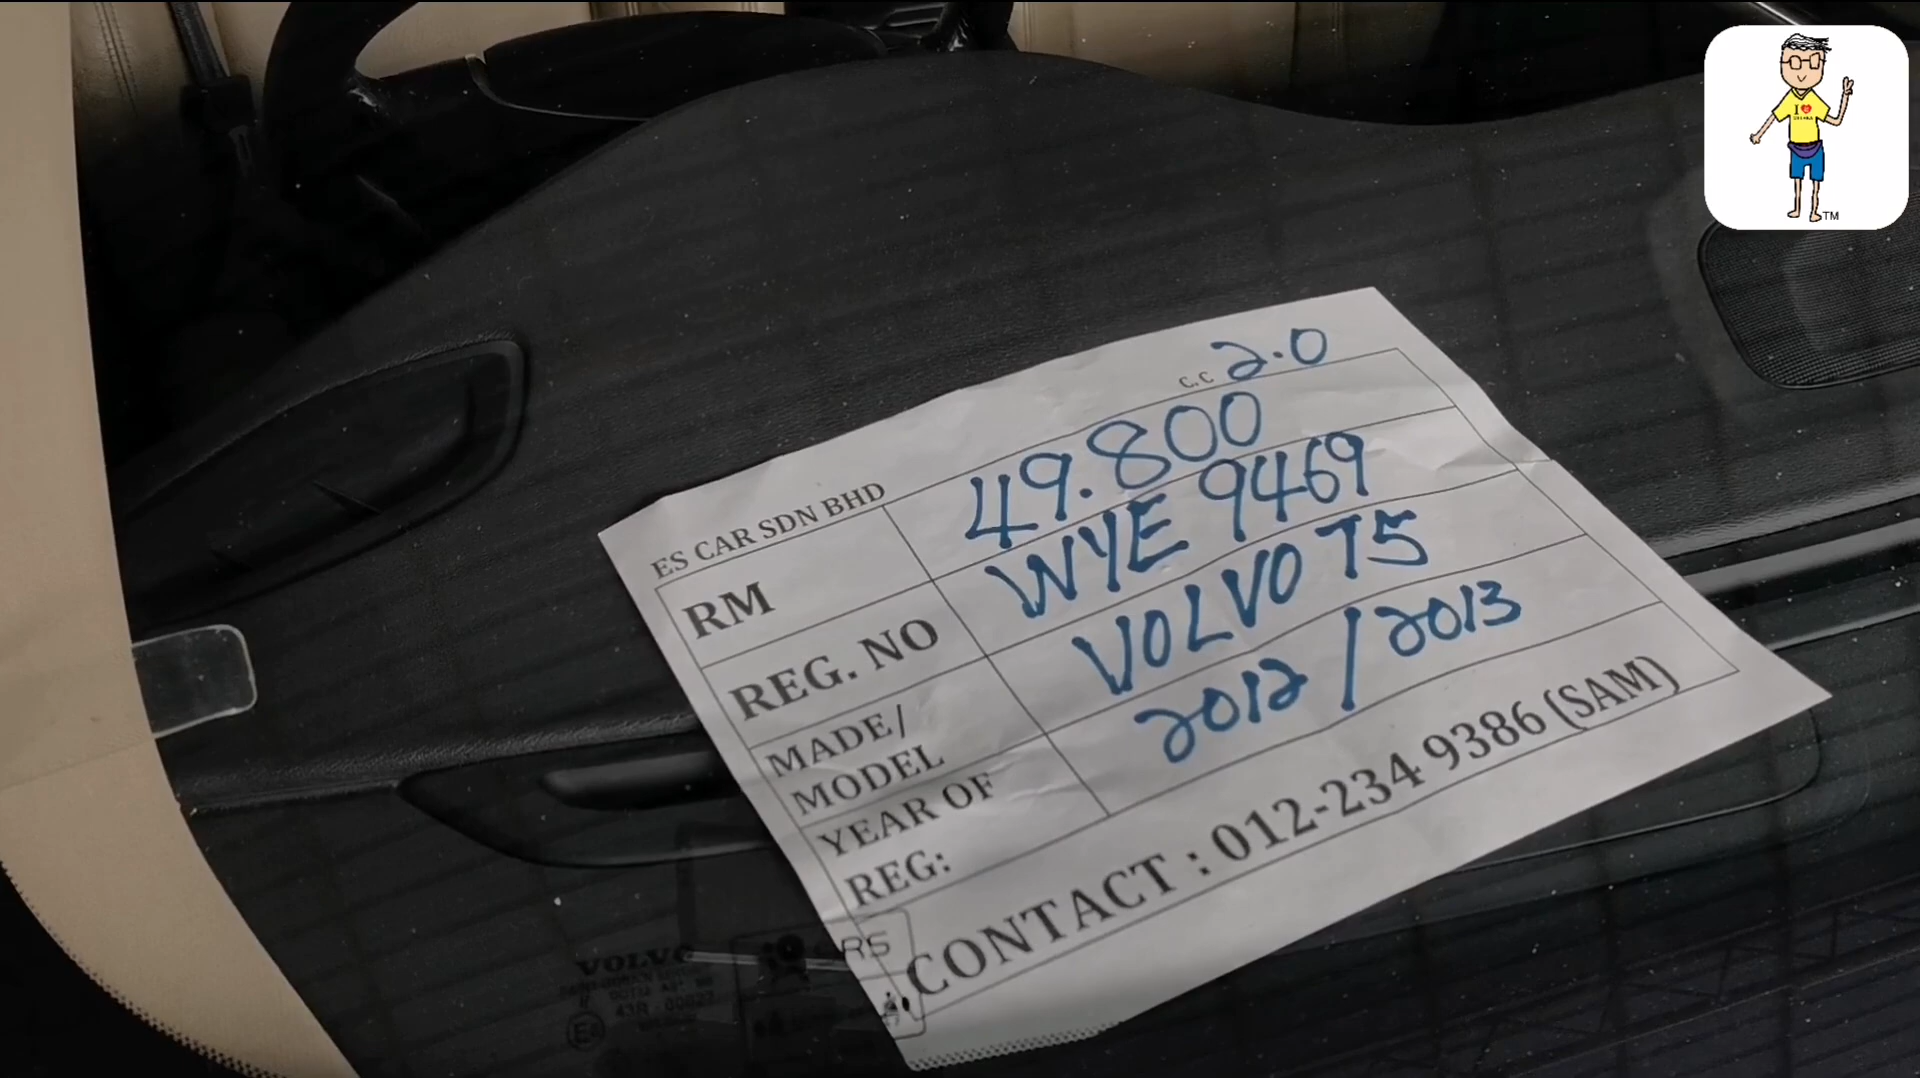 C.C 2.0
ES CAR SDN BHD
RM 49.800
REG. NO WYE 9469
MADE/
MODEL VOLVO T5
YEAR OF
REG: 2012/2013
CONTACT : 012-234 9386 (SAM)
VOLVO
I
TM